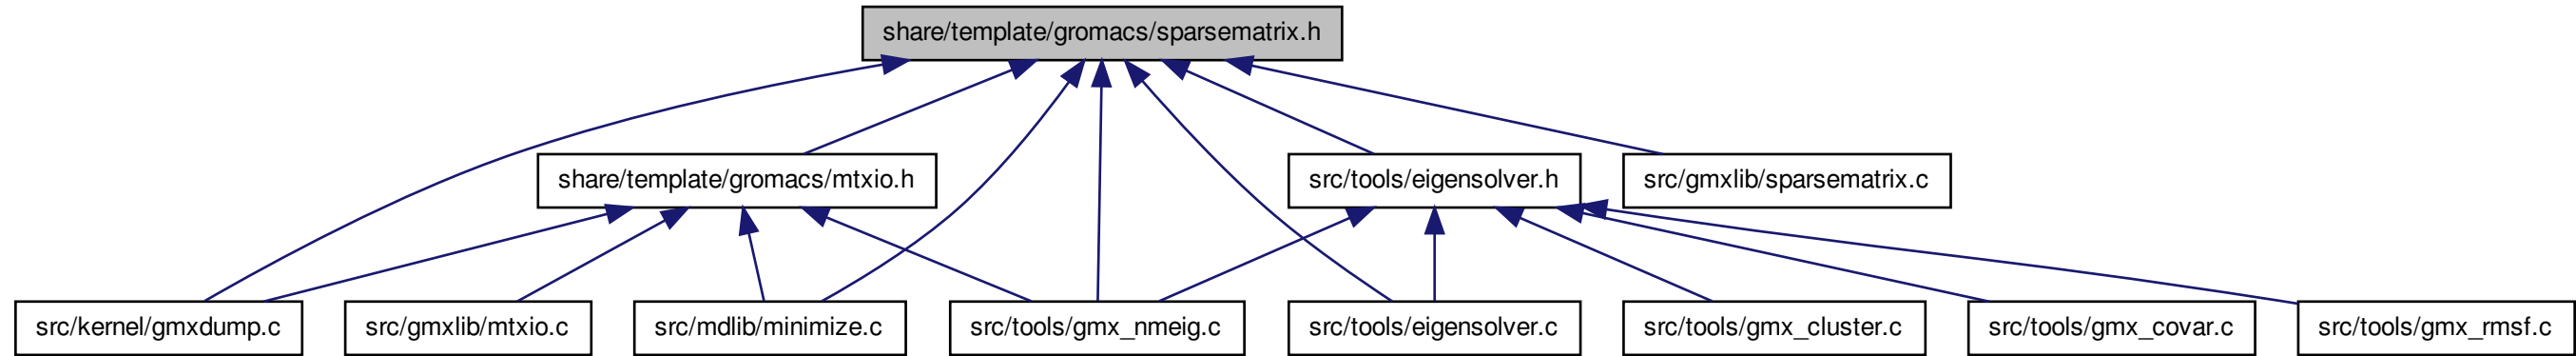 share/template/gromacs/sparsematrix.h
share/template/gromacs/mtxio.h
src/tools/eigensolver.h
src/gmxlib/sparsematrix.c
src/kernel/gmxdump.c
src/gmxlib/mtxio.c
src/mdlib/minimize.c
src/tools/gmx_nmeig.c
src/tools/eigensolver.c
src/tools/gmx_cluster.c
src/tools/gmx_covar.c
src/tools/gmx_rmsf.c